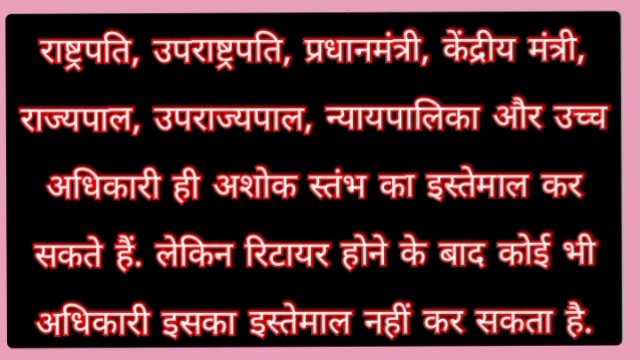 राष्ट्रपति, उपराष्ट्रपति, प्रधानमंत्री, केंद्रीय मंत्री,
राज्यपाल, उपराज्यपाल, न्यायपालिका और उच्च
अधिकारी ही अशोक स्तंभ का इस्तेमाल कर
सकते हैं. लेकिन रिटायर होने के बाद कोई भी
अधिकारी इसका इस्तेमाल नहीं कर सकता है.